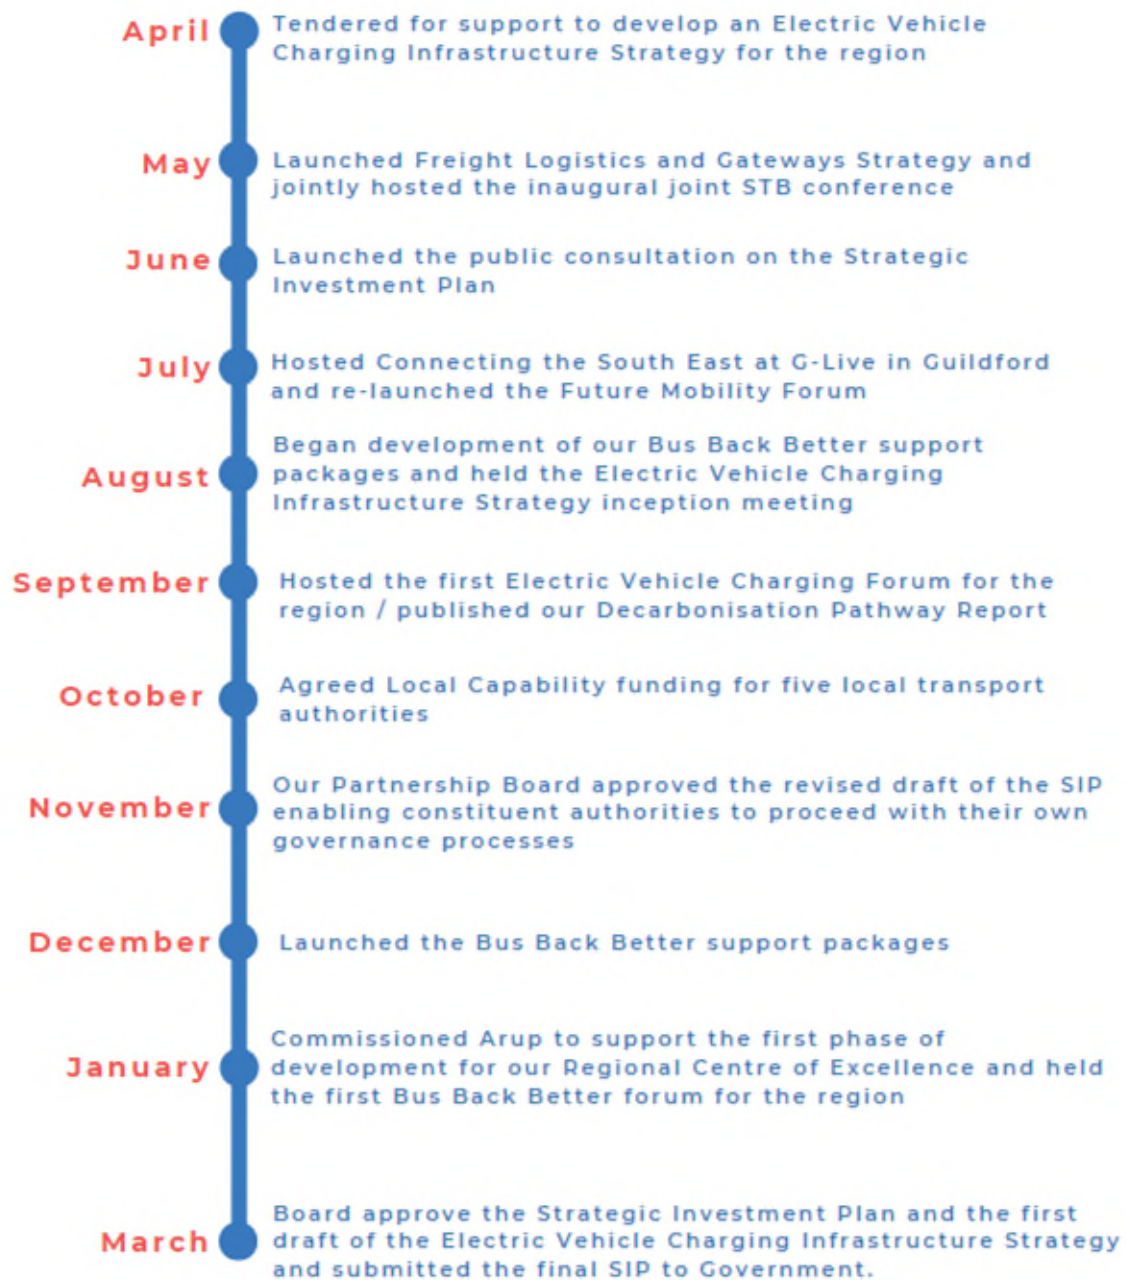 April
Tendered for support to develop an Electric Vehicle
Charging Infrastructure Strategy for the region
May
Launched Freight Logistics and Gateways Strategy and
jointly hosted the inaugural joint STB conference
June
Launched the public consultation on the Strategic
Investment Plan
July
Hosted Connecting the South East at G-Live in Guildford
and re-launched the Future Mobility Forum
August
Began development of our Bus Back Better support
packages and held the Electric Vehicle Charging
Infrastructure Strategy inception meeting
September
Hosted the first Electric Vehicle Charging Forum for the
region / published our Decarbonisation Pathway Report
October
Agreed Local Capability funding for five local transport
authorities
November
Our Partnership Board approved the revised draft of the SIP
enabling constituent authorities to proceed with their own
governance processes
December
Launched the Bus Back Better support packages
January
Commissioned Arup to support the first phase of
development for our Regional Centre of Excellence and held
the first Bus Back Better forum for the region
March
Board approve the Strategic Investment Plan and the first
draft of the Electric Vehicle Charging Infrastructure Strategy
and submitted the final SIP to Government.